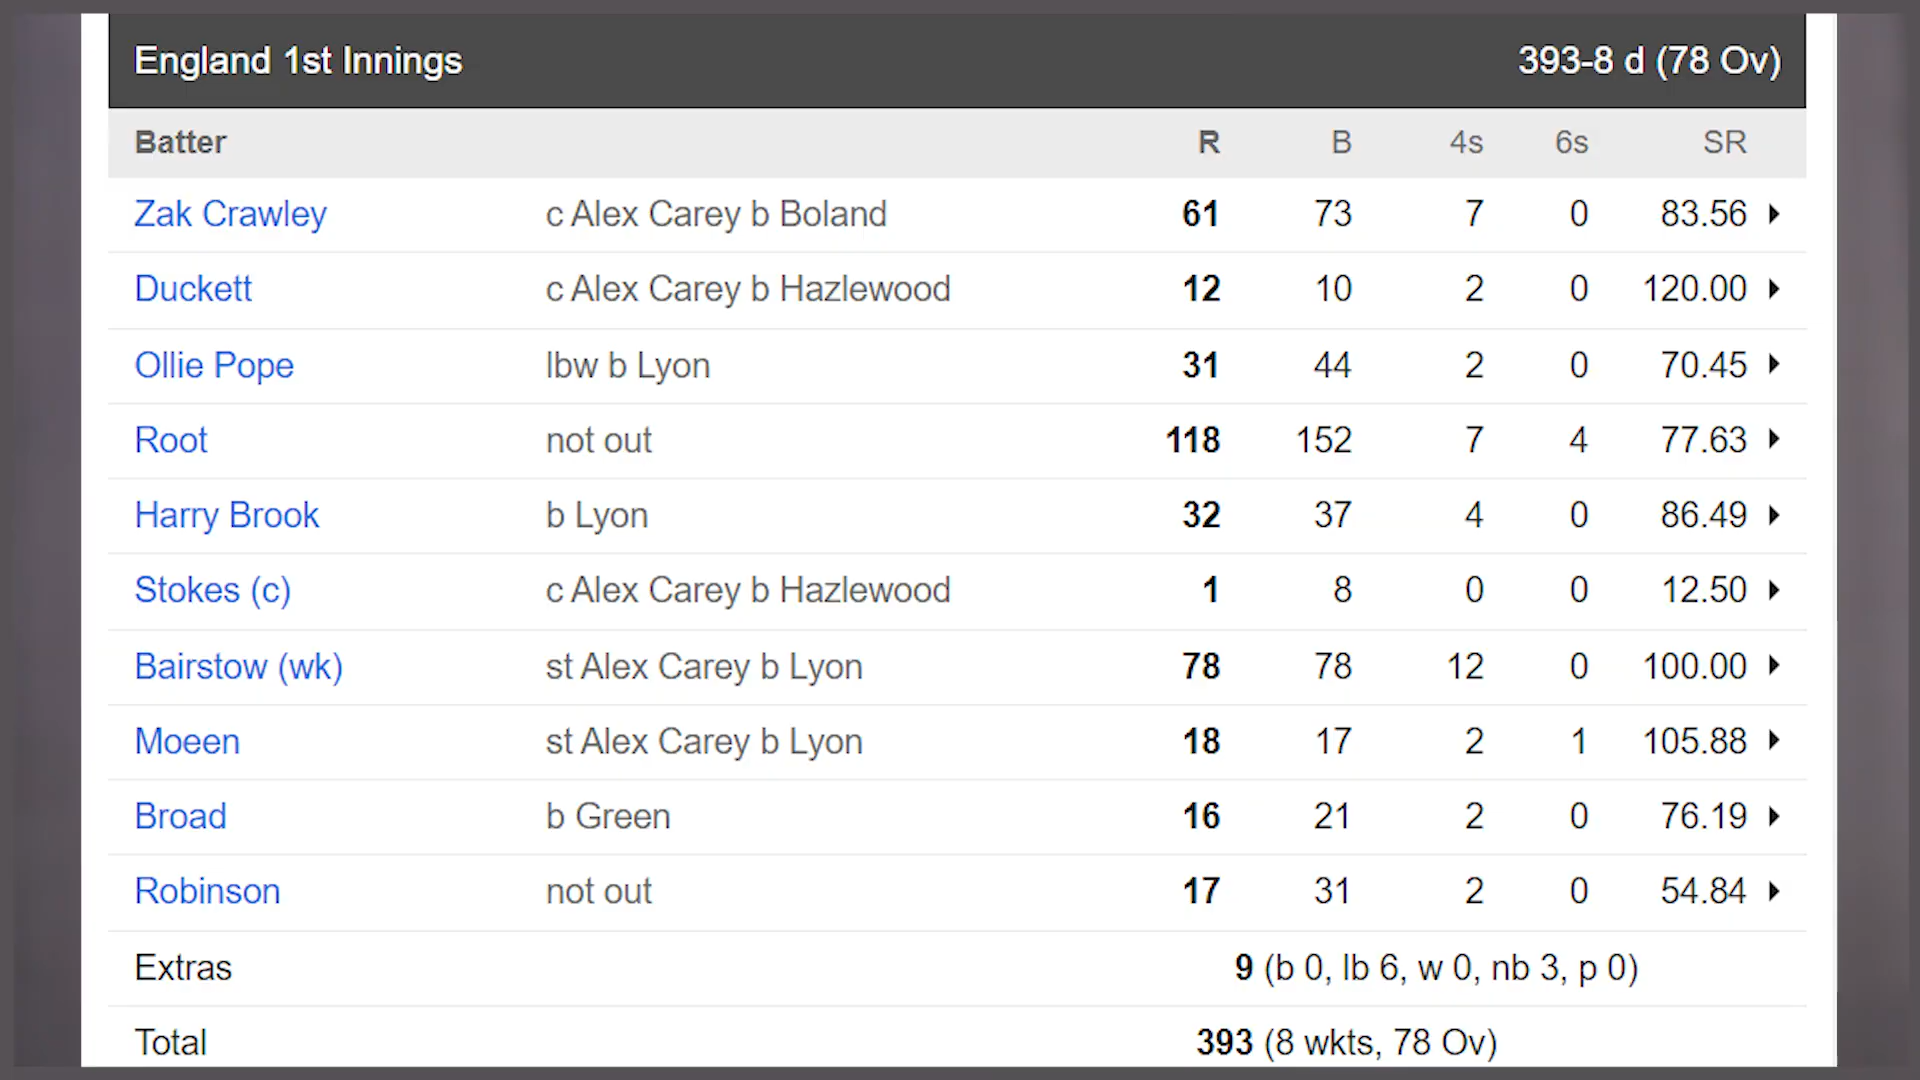 England 1st Innings 393-8 d (78 Ov)
Batter R B 4s 6s SR
Zak Crawley c Alex Carey b Boland 61 73 7 0 83.56
Duckett c Alex Carey b Hazlewood 12 10 2 0 120.00
Ollie Pope lbw b Lyon 31 44 2 0 70.45
Root not out 118 152 7 4 77.63
Harry Brook b Lyon 32 37 4 0 86.49
Stokes (c) c Alex Carey b Hazlewood 1 8 0 0 12.50
Bairstow (wk) st Alex Carey b Lyon 78 78 12 0 100.00
Moeen st Alex Carey b Lyon 18 17 2 1 105.88
Broad b Green 16 21 2 0 76.19
Robinson not out 17 31 2 0 54.84
Extras 9 (b 0, lb 6, w 0, nb 3, p 0)
Total 393 (8 wkts, 78 Ov)